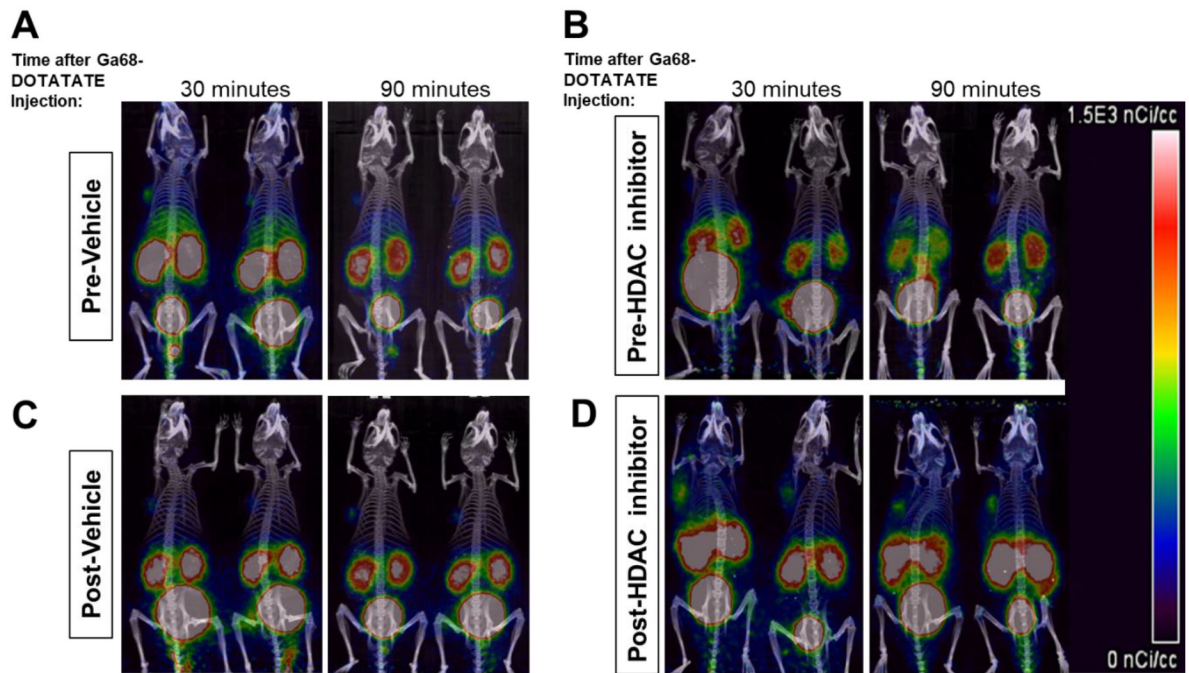 A
Time after Ga68-
DOTATATE
Injection:
30 minutes
90 minutes
Pre-Vehicle
B
Time after Ga68-
DOTATATE
Injection:
30 minutes
90 minutes
1.5E3 nCi/cc
Pre-HDAC inhibitor
C
Post-Vehicle
D
Post-HDAC inhibitor
0 nCi/cc